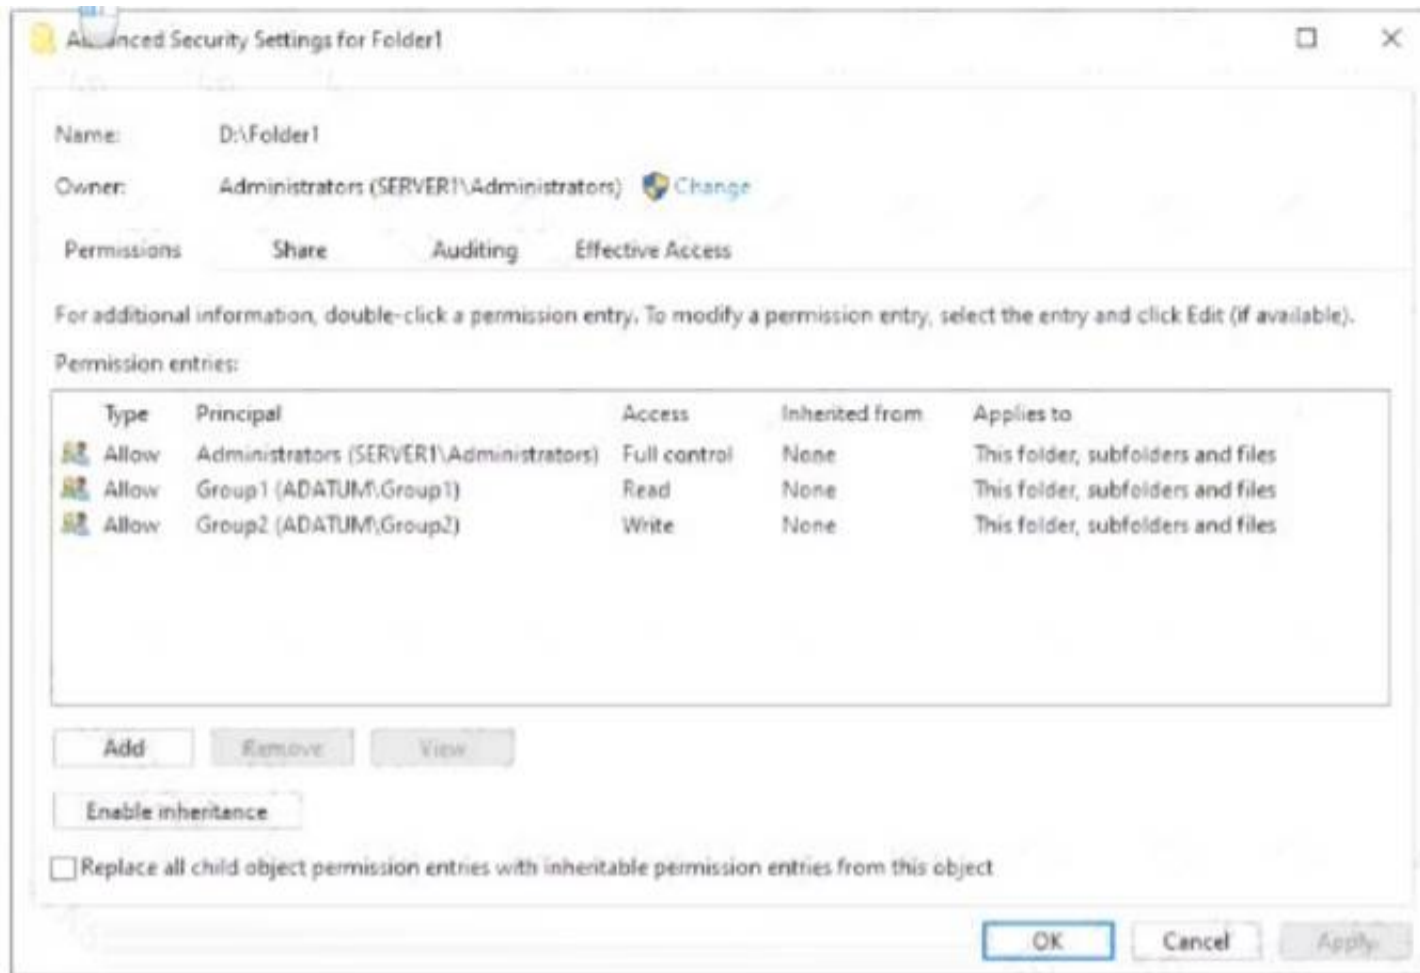 Advanced Security Settings for Folder1
Name: D:\Folder1
Owner: Administrators (SERVER1\Administrators) Change
Permissions Share Auditing Effective Access
For additional information, double-click a permission entry. To modify a permission entry, select the entry and click Edit (if available).
Permission entries:
Type Principal Access Inherited from Applies to
Allow Administrators (SERVER1\Administrators) Full control None This folder, subfolders and files
Allow Group1 (ADATUM\Group1) Read None This folder, subfolders and files
Allow Group2 (ADATUM\Group2) Write None This folder, subfolders and files
Add Remove View
Enable inheritance
Replace all child object permission entries with inheritable permission entries from this object
OK Cancel Apply